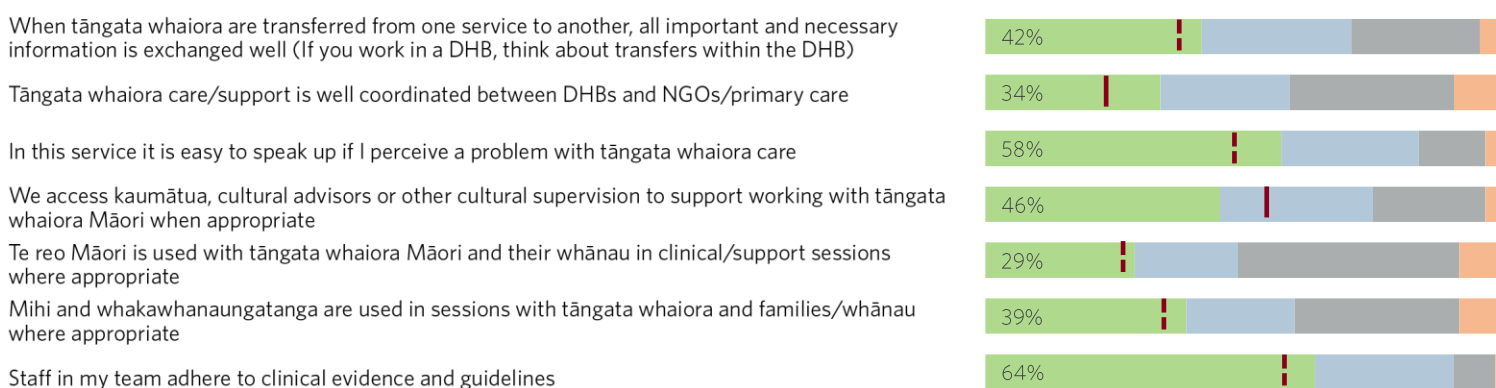 When tāngata whaiora are transferred from one service to another, all important and necessary
information is exchanged well (If you work in a DHB, think about transfers within the DHB)
42%
Tāngata whaiora care/support is well coordinated between DHBs and NGOs/primary care
34%
In this service it is easy to speak up if I perceive a problem with tāngata whaiora care
58%
We access kaumātua, cultural advisors or other cultural supervision to support working with tāngata
whaiora Māori when appropriate
46%
Te reo Māori is used with tāngata whaiora Māori and their whānau in clinical/support sessions
where appropriate
29%
Mihi and whakawhanaungatanga are used in sessions with tāngata whaiora and families/whānau
where appropriate
39%
Staff in my team adhere to clinical evidence and guidelines
64%